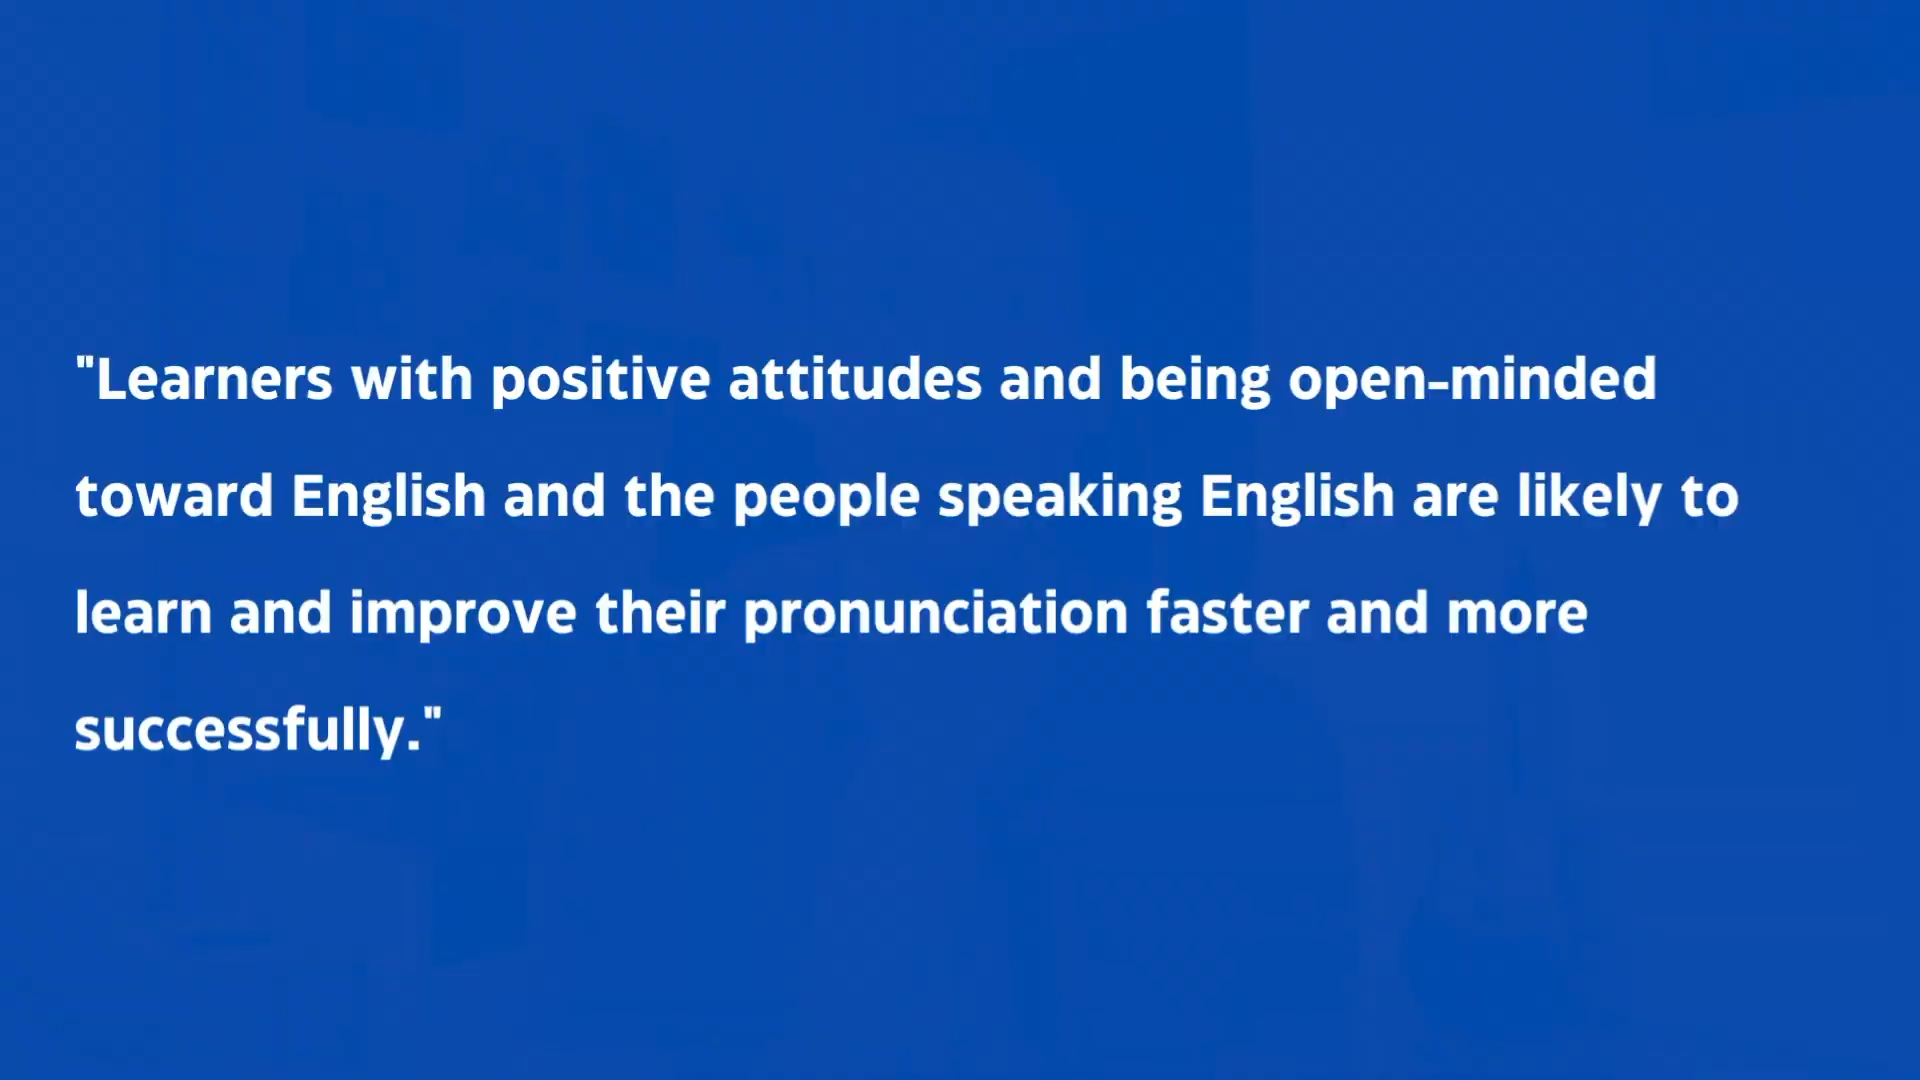 "Learners with positive attitudes and being open-minded
toward English and the people speaking English are likely to
learn and improve their pronunciation faster and more
successfully."